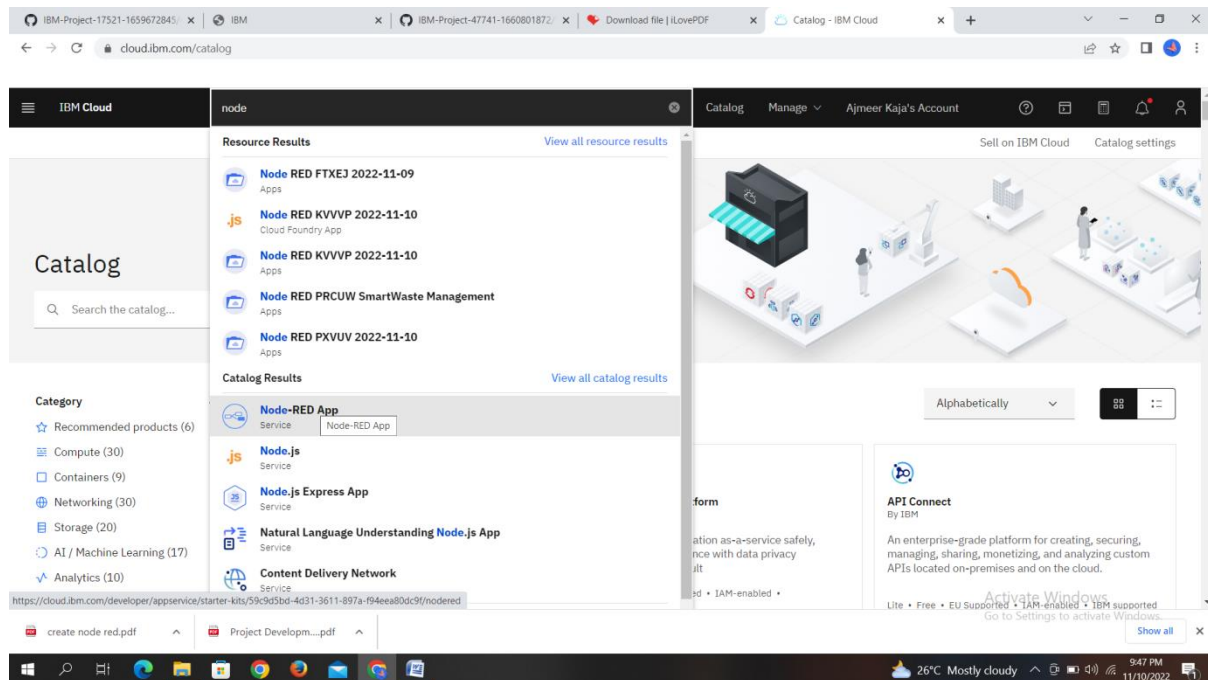 IBM-Project-17521-1659672845/
IBM
IBM-Project-47741-1660801872/
Download file | iLovePDF
Catalog - IBM Cloud
cloud.ibm.com/catalog
IBM Cloud
node
Catalog
Manage
Ajmeer Kaja's Account
Resource Results
View all resource results
Sell on IBM Cloud
Catalog settings
Node RED FTXEJ 2022-11-09
Apps
.js
Node RED KVVVP 2022-11-10
Cloud Foundry App
Node RED KVVVP 2022-11-10
Apps
Node RED PRCUW SmartWaste Management
Apps
Node RED PXVUV 2022-11-10
Apps
Catalog
Search the catalog...
Catalog Results
View all catalog results
Node-RED App
Service
Node-RED App
.js
Node.js
Service
JS
Node.js Express App
Service
Natural Language Understanding Node.js App
Service
Content Delivery Network
Service
Category
Recommended products (6)
Compute (30)
Containers (9)
Networking (30)
Storage (20)
AI / Machine Learning (17)
Analytics (10)
Alphabetically
:form
ation as-a-service safely,
nce with data privacy
ult
ed • IAM-enabled •
API Connect
By IBM
An enterprise-grade platform for creating, securing,
managing, sharing, monetizing, and analyzing custom
APIs located on-premises and on the cloud.
Lite • Free • EU Supported • IAM-enabled • IBM supported
Activate Windows
Go to Settings to activate Windows.
https://cloud.ibm.com/developer/appservice/starter-kits/59c9d5bd-4d31-3611-897a-f94eea80dc9f/nodered
create node red.pdf
Project Developm....pdf
Show all
26°C Mostly cloudy
9:47 PM
11/10/2022